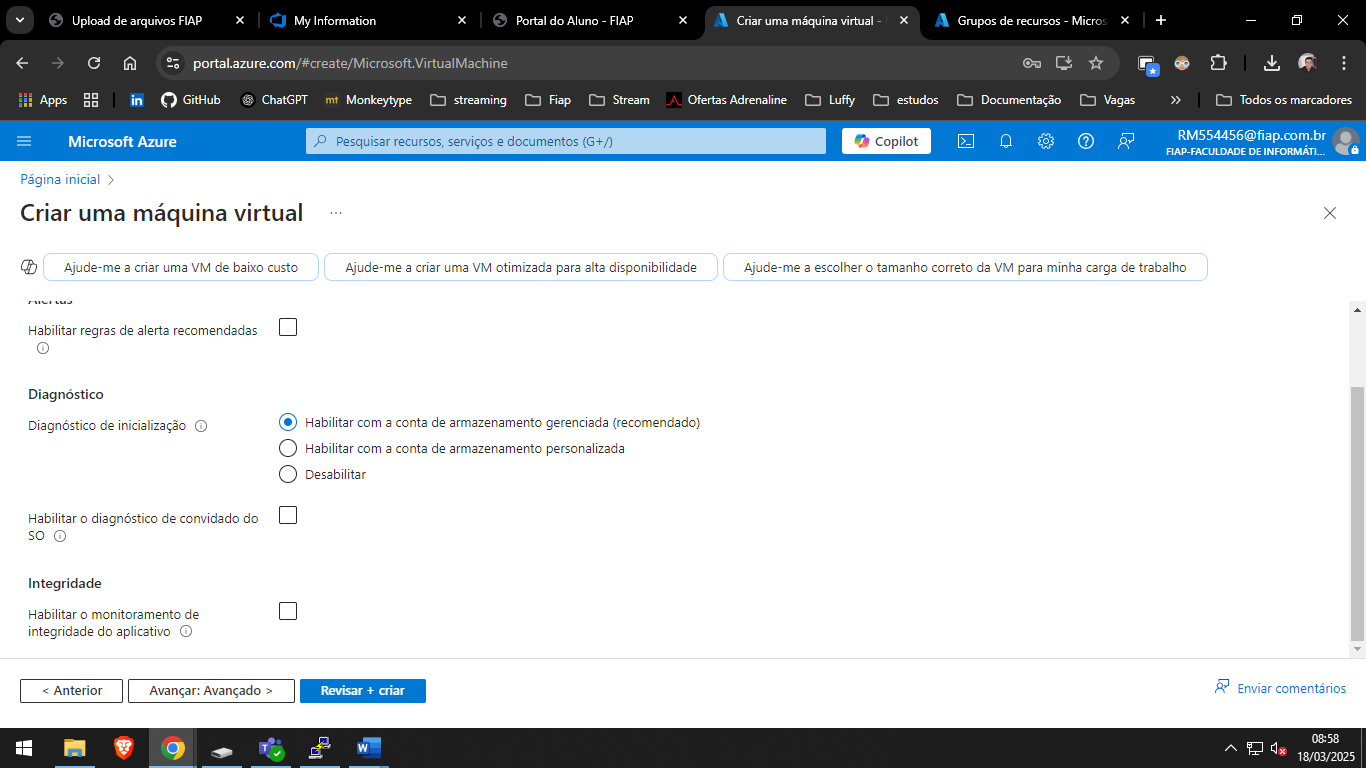 Upload de arquivos FIAP
My Information
Portal do Aluno - FIAP
Criar uma máquina virtual -
Grupos de recursos - Micros
portal.azure.com/#create/Microsoft.VirtualMachine
Apps
GitHub
ChatGPT
mt Monkeytype
streaming
Fiap
Stream
Ofertas Adrenaline
Luffy
estudos
Documentação
Vagas
Todos os marcadores
Microsoft Azure
Pesquisar recursos, serviços e documentos (G+/)
Copilot
RM554456@fiap.com.br
FIAP-FACULDADE DE INFORMÁTI...
Página inicial
Criar uma máquina virtual
...
Ajude-me a criar uma VM de baixo custo
Ajude-me a criar uma VM otimizada para alta disponibilidade
Ajude-me a escolher o tamanho correto da VM para minha carga de trabalho
Alertas
Habilitar regras de alerta recomendadas
Diagnóstico
Diagnóstico de inicialização
Habilitar com a conta de armazenamento gerenciada (recomendado)
Habilitar com a conta de armazenamento personalizada
Desabilitar
Habilitar o diagnóstico de convidado do
SO
Integridade
Habilitar o monitoramento de
integridade do aplicativo
< Anterior
Avançar: Avançado >
Revisar + criar
Enviar comentários
08:58
18/03/2025